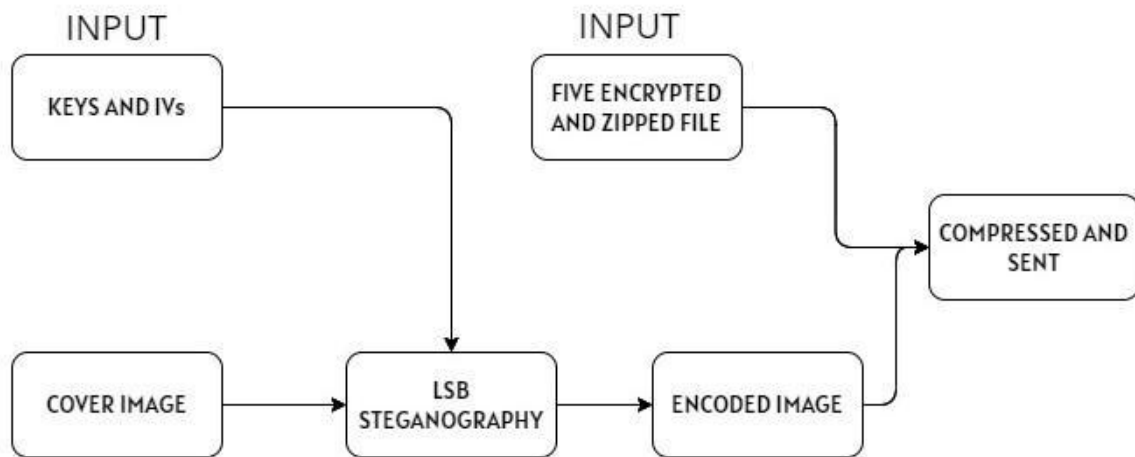 INPUT
INPUT
KEYS AND IVs
FIVE ENCRYPTED
AND ZIPPED FILE
COMPRESSED AND
SENT
COVER IMAGE
LSB
STEGANOGRAPHY
ENCODED IMAGE